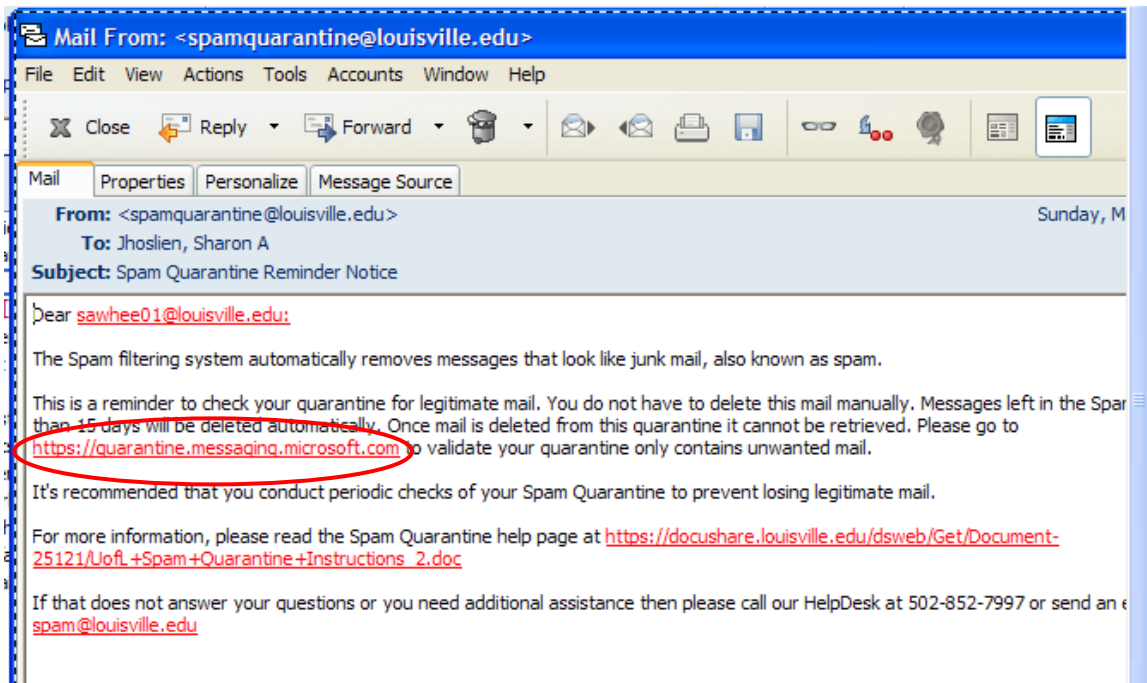 Mail From: <spamquarantine@louisville.edu>
File Edit View Actions Tools Accounts Window Help
Close Reply Forward
Mail Properties Personalize Message Source
From: <spamquarantine@louisville.edu> Sunday, M
To: Jhoslien, Sharon A
Subject: Spam Quarantine Reminder Notice
Dear sawhee01@louisville.edu:
The Spam filtering system automatically removes messages that look like junk mail, also known as spam.
This is a reminder to check your quarantine for legitimate mail. You do not have to delete this mail manually. Messages left in the Spam
than 15 days will be deleted automatically. Once mail is deleted from this quarantine it cannot be retrieved. Please go to
https://quarantine.messaging.microsoft.com to validate your quarantine only contains unwanted mail.
It's recommended that you conduct periodic checks of your Spam Quarantine to prevent losing legitimate mail.
For more information, please read the Spam Quarantine help page at https://docushare.louisville.edu/dsweb/Get/Document-
25121/UofL+Spam+Quarantine+Instructions_2.doc
If that does not answer your questions or you need additional assistance then please call our HelpDesk at 502-852-7997 or send an e
spam@louisville.edu